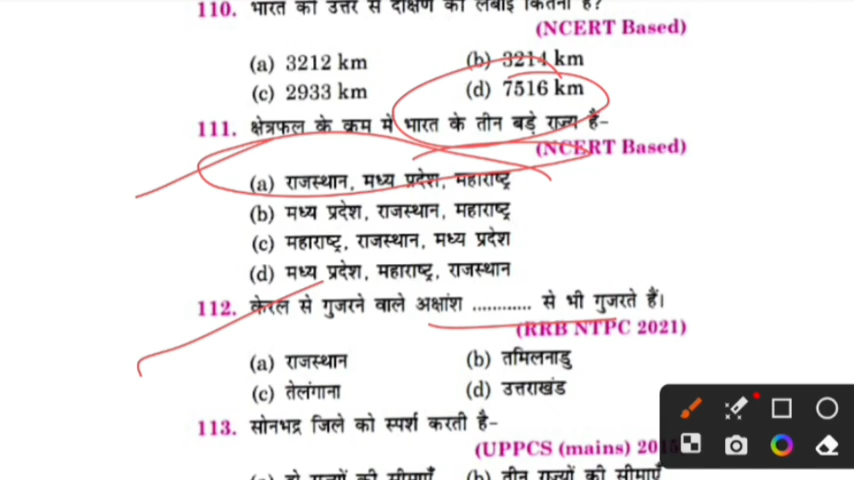 110. भारत की उत्तर से दक्षिण की लंबाई कितनी है?
(NCERT Based)
(a) 3212 km (b) 3214 km
(c) 2933 km (d) 7516 km
111. क्षेत्रफल के क्रम में भारत के तीन बड़े राज्य हैं-
(NCERT Based)
(a) राजस्थान, मध्य प्रदेश, महाराष्ट्र
(b) मध्य प्रदेश, राजस्थान, महाराष्ट्र
(c) महाराष्ट्र, राजस्थान, मध्य प्रदेश
(d) मध्य प्रदेश, महाराष्ट्र, राजस्थान
112. केरल से गुजरने वाले अक्षांश ............ से भी गुजरते हैं।
(RRB NTPC 2021)
(a) राजस्थान (b) तमिलनाडु
(c) तेलंगाना (d) उत्तराखंड
113. सोनभद्र जिले को स्पर्श करती है-
(UPPCS (mains)
(a) दो राज्यों की सीमाएँ (b) तीन राज्यों की सीमाएँ